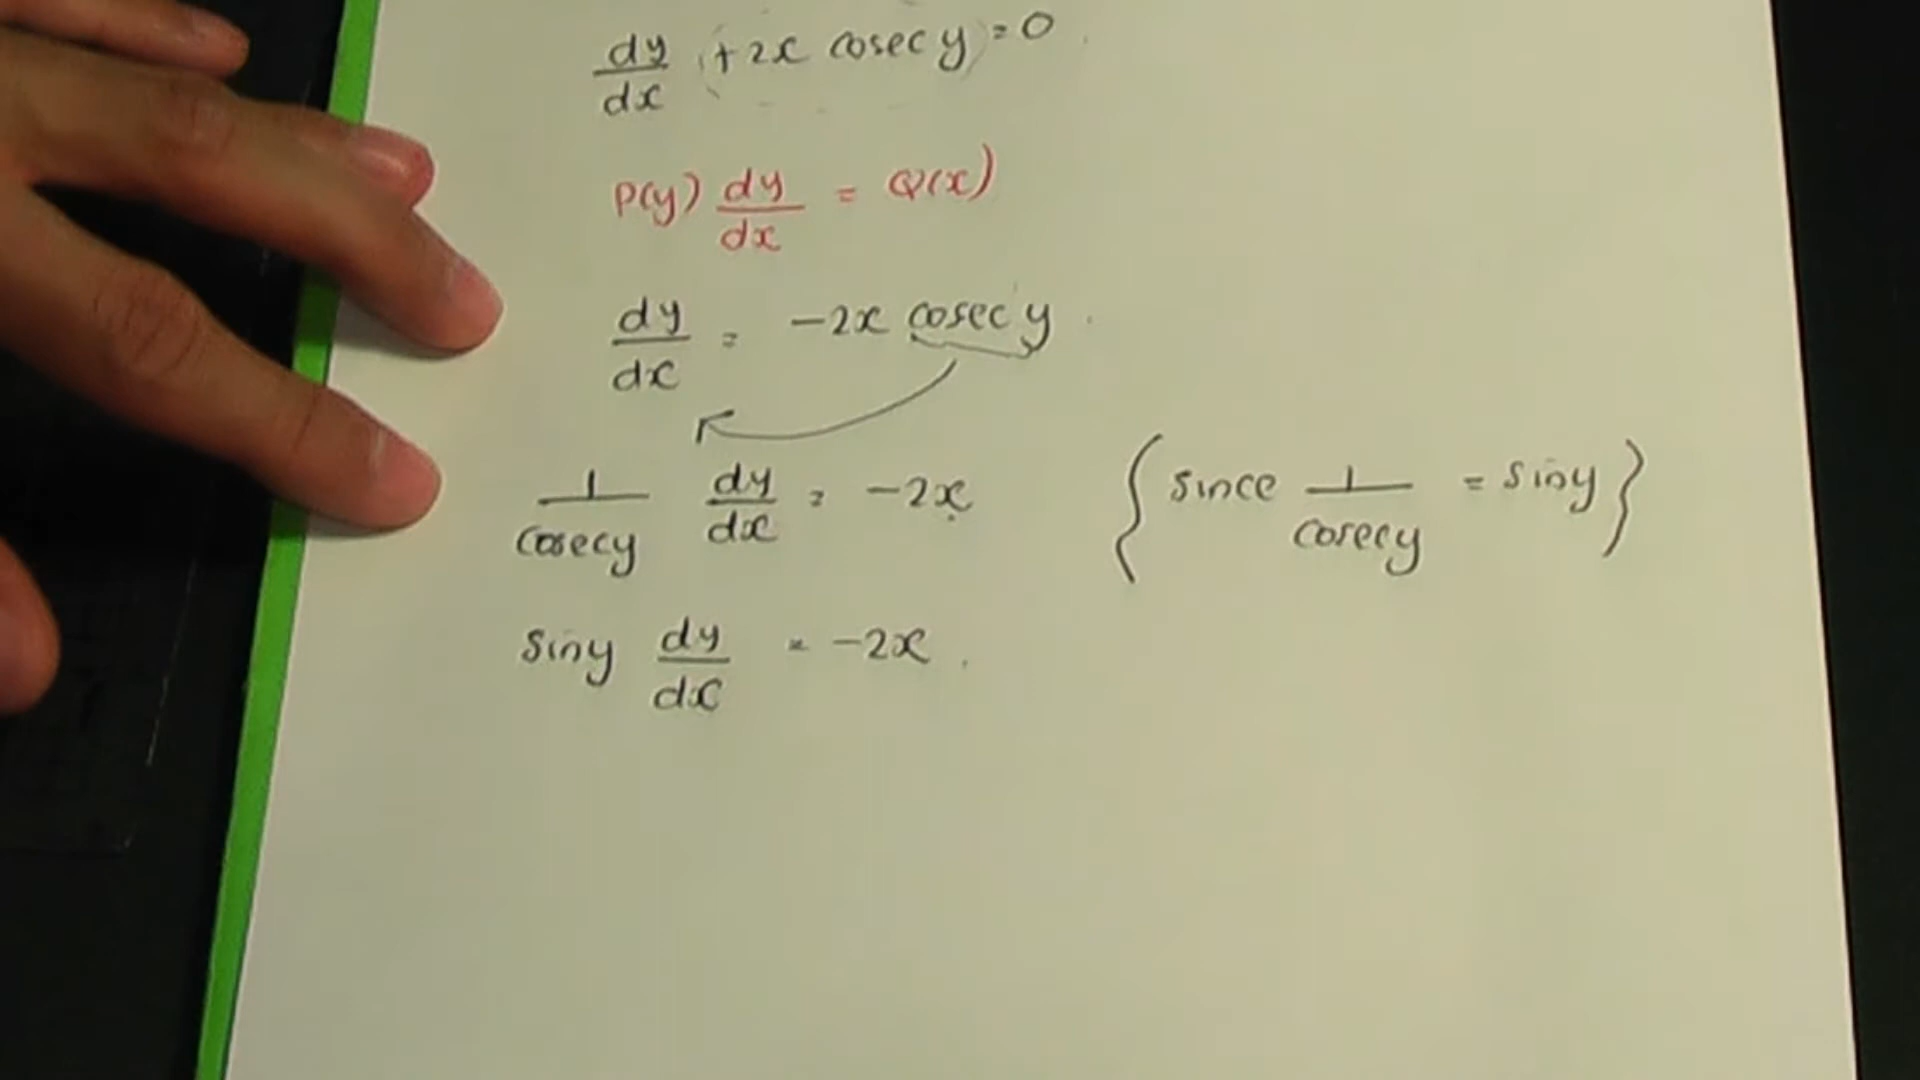 dy/dx + 2x cosec y = 0
P(y) dy/dx = Q(x)
dy/dx = -2x cosec y
1/cosecy dy/dx = -2x { since 1/cosecy = siny }
siny dy/dx = -2x.